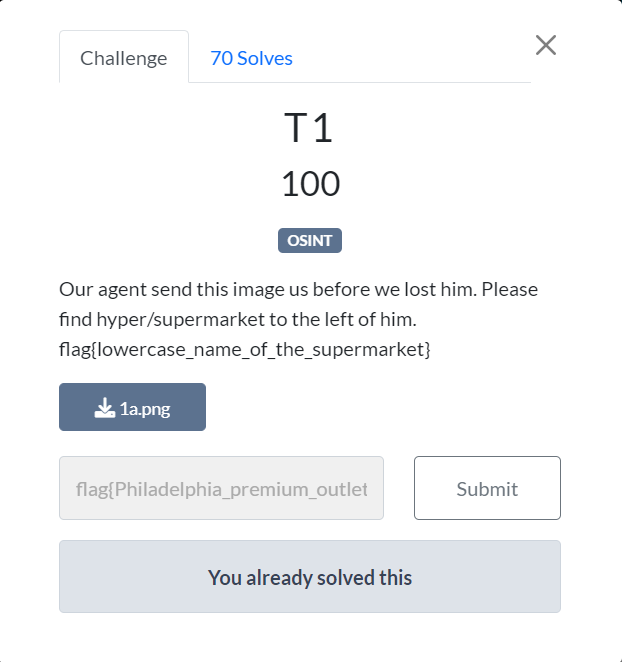 Challenge
70 Solves
T1
100
OSINT
Our agent send this image us before we lost him. Please
find hyper/supermarket to the left of him.
flag{lowercase_name_of_the_supermarket}
1a.png
flag{Philadelphia_premium_outlet
Submit
You already solved this